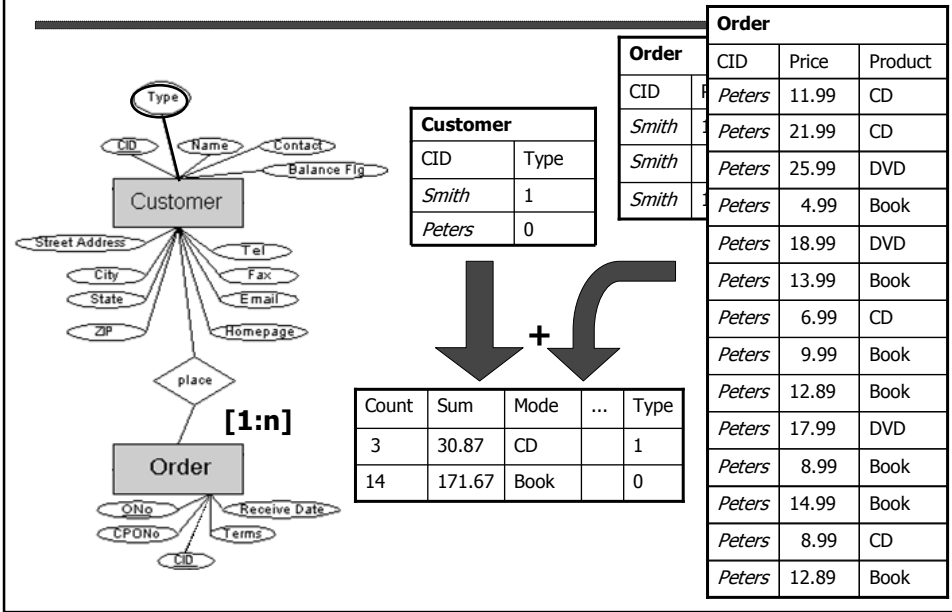 Type
CID Name Contact
Balance Flg
Customer
Street Address
Tel
City Fax
State Email
ZIP Homepage
place
[1:n]
Order
ONo Receive Date
CPONo Terms
CID
Customer
CID Type
Smith 1
Peters 0
Order
CID
Smith
Smith
Smith
Order
CID Price Product
Peters 11.99 CD
Peters 21.99 CD
Peters 25.99 DVD
Peters 4.99 Book
Peters 18.99 DVD
Peters 13.99 Book
Peters 6.99 CD
Peters 9.99 Book
Peters 12.89 Book
Peters 17.99 DVD
Peters 8.99 Book
Peters 14.99 Book
Peters 8.99 CD
Peters 12.89 Book
+
Count Sum Mode ... Type
3 30.87 CD 1
14 171.67 Book 0